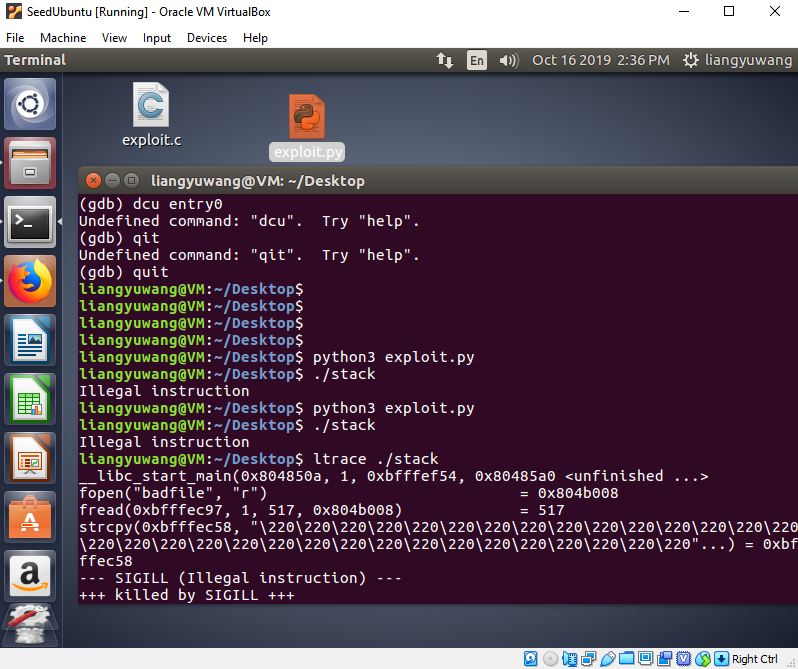 SeedUbuntu [Running] - Oracle VM VirtualBox
File Machine View Input Devices Help
Terminal En Oct 16 2019 2:36 PM liangyuwang
exploit.c
exploit.py
liangyuwang@VM: ~/Desktop
(gdb) dcu entry0
Undefined command: "dcu".  Try "help".
(gdb) qit
Undefined command: "qit".  Try "help".
(gdb) quit
liangyuwang@VM:~/Desktop$
liangyuwang@VM:~/Desktop$
liangyuwang@VM:~/Desktop$
liangyuwang@VM:~/Desktop$
liangyuwang@VM:~/Desktop$ python3 exploit.py
liangyuwang@VM:~/Desktop$ ./stack
Illegal instruction
liangyuwang@VM:~/Desktop$ python3 exploit.py
liangyuwang@VM:~/Desktop$ ./stack
Illegal instruction
liangyuwang@VM:~/Desktop$ ltrace ./stack
__libc_start_main(0x804850a, 1, 0xbfffef54, 0x80485a0 <unfinished ...>
fopen("badfile", "r") = 0x804b008
fread(0xbfffec97, 1, 517, 0x804b008) = 517
strcpy(0xbfffec58, "\220\220\220\220\220\220\220\220\220\220\220\220\220\220
\220\220\220\220\220\220\220\220\220\220\220\220\220\220\220\220"...) = 0xbf
ffec58
--- SIGILL (Illegal instruction) ---
+++ killed by SIGILL +++
Right Ctrl